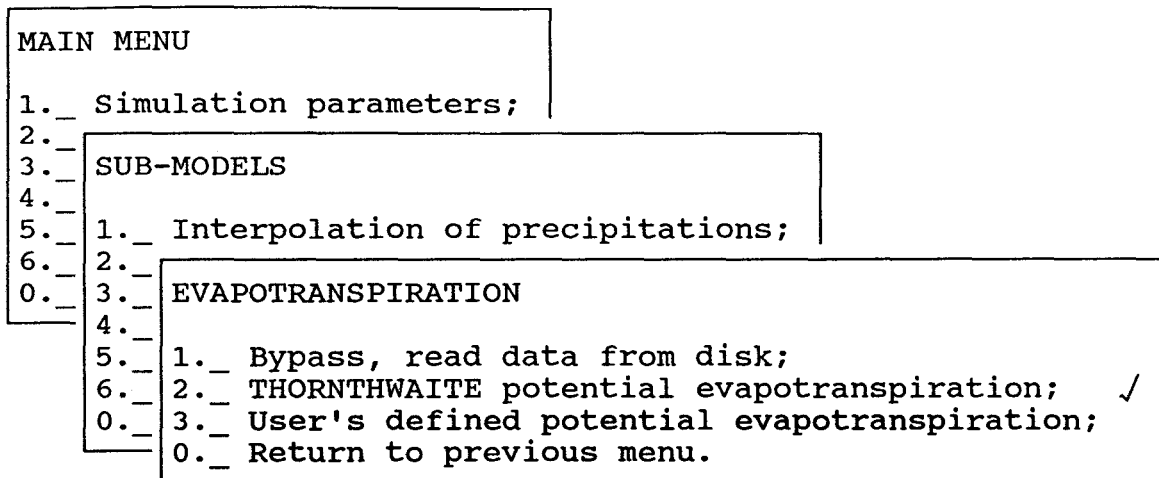 MAIN MENU
1._ Simulation parameters;
2._
3._
4._
5._
6._
0._
SUB-MODELS
1._ Interpolation of precipitations;
2._
3._
4._
5._
6._
0._
EVAPOTRANSPIRATION
1._ Bypass, read data from disk;
2._ THORNTHWAITE potential evapotranspiration; √
3._ User's defined potential evapotranspiration;
0._ Return to previous menu.